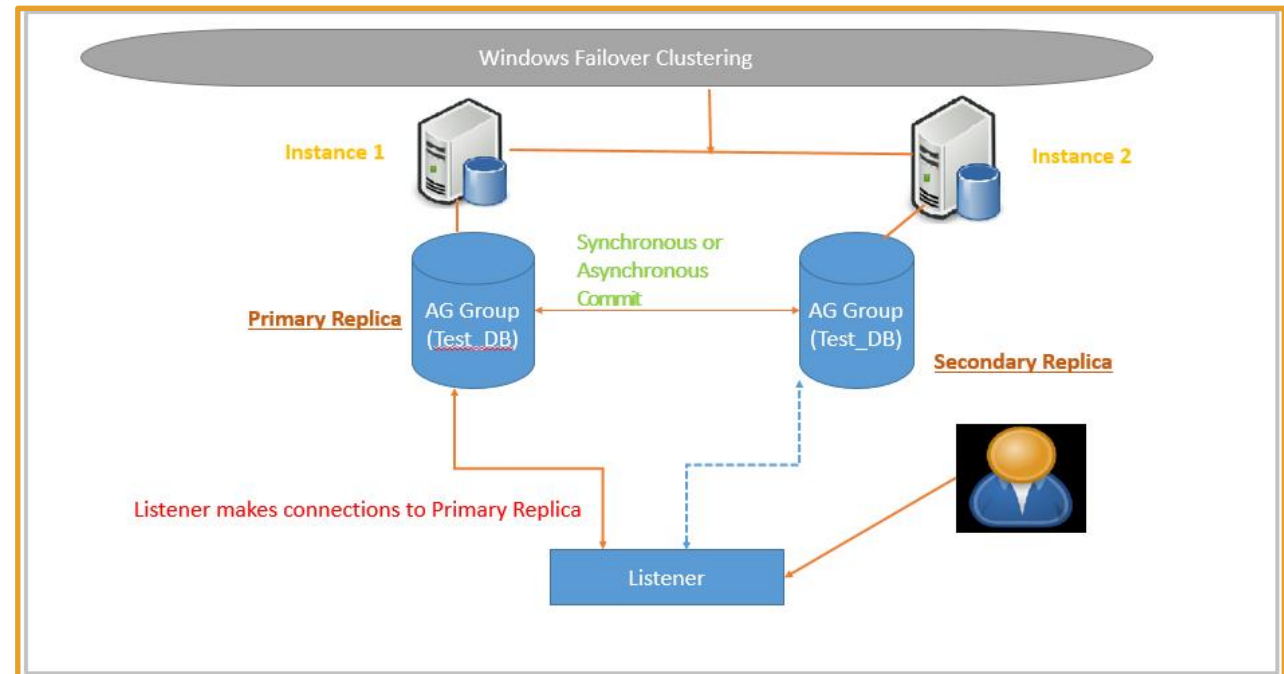 Windows Failover Clustering
Instance 1
Instance 2
Synchronous or
Asynchronous
Commit
Primary Replica
AG Group
(Test_DB)
AG Group
(Test_DB)
Secondary Replica
Listener makes connections to Primary Replica
Listener